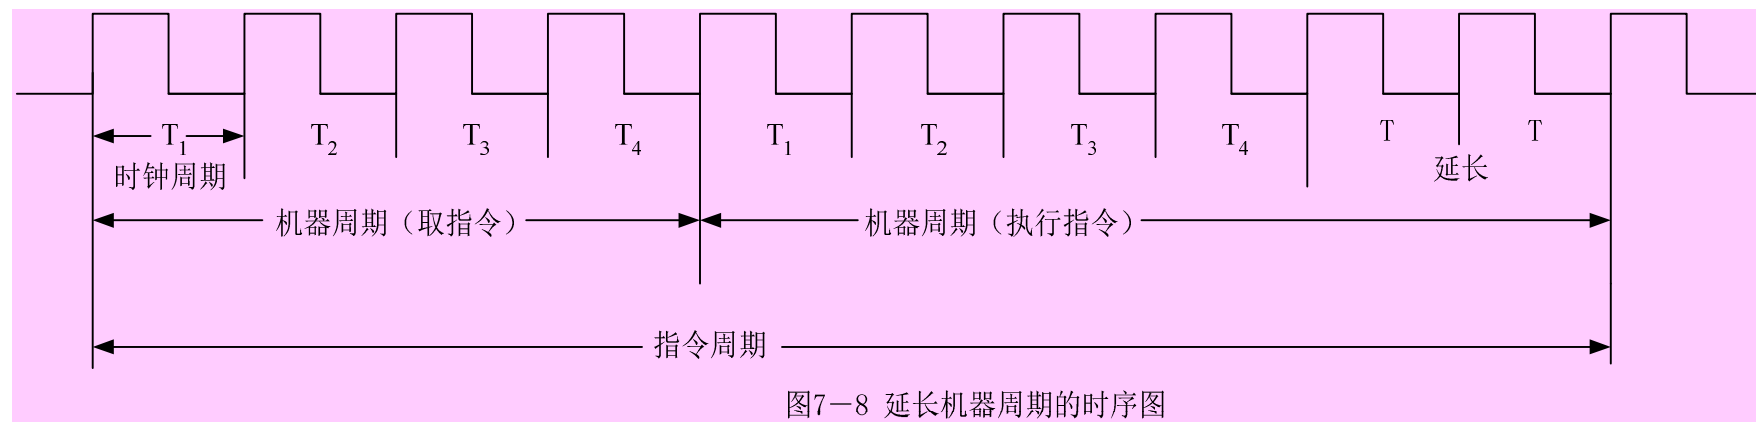 T₁ T₂ T₃ T₄ T₁ T₂ T₃ T₄ T T
时钟周期 延长
机器周期（取指令） 机器周期（执行指令）
指令周期
图7－8 延长机器周期的时序图